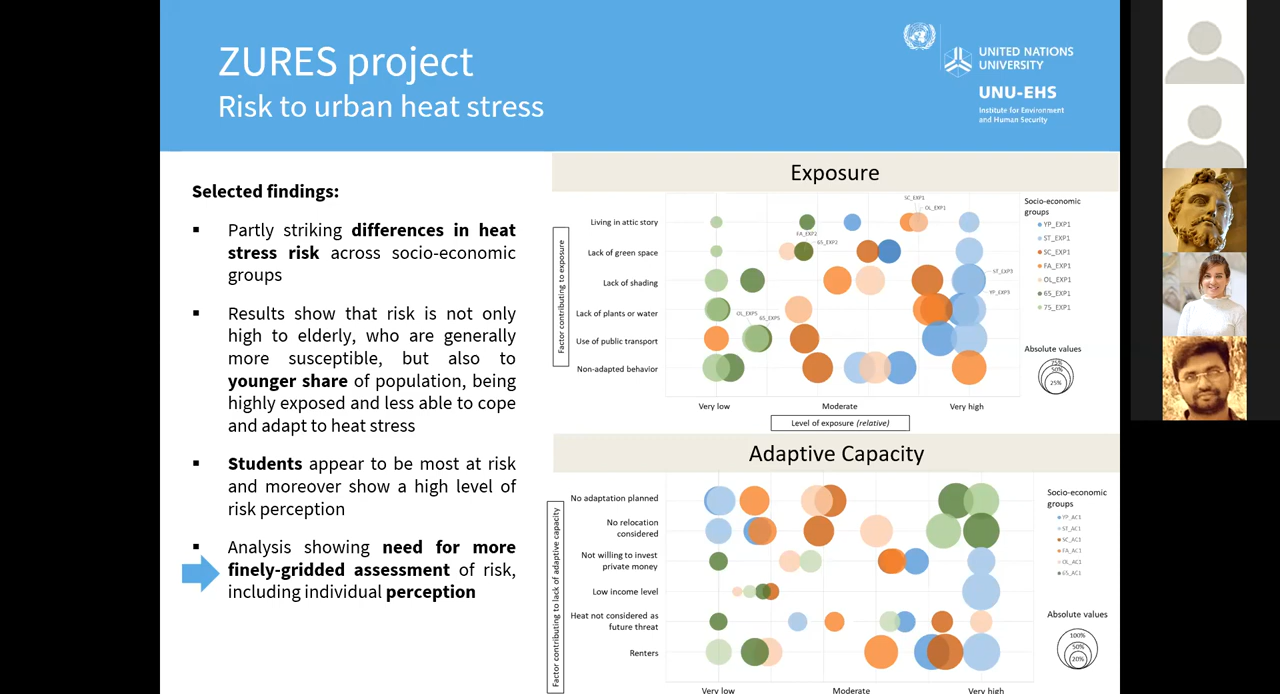 ZURES project
Risk to urban heat stress
UNITED NATIONS
UNIVERSITY
UNU-EHS
Institute for Environment
and Human Security
Selected findings:
▪ Partly striking differences in heat
stress risk across socio-economic
groups
▪ Results show that risk is not only
high to elderly, who are generally
more susceptible, but also to
younger share of population, being
highly exposed and less able to cope
and adapt to heat stress
▪ Students appear to be most at risk
and moreover show a high level of
risk perception
▪ Analysis showing need for more
finely-gridded assessment of risk,
including individual perception
Exposure
Factor contributing to exposure
Living in attic story
Lack of green space
Lack of shading
Lack of plants or water
Use of public transport
Non-adapted behavior
SC_EXP1
OL_EXP1
FA_EXP2
65_EXP2
ST_EXP3
YP_EXP3
OL_EXP5
65_EXP5
Very low
Moderate
Very high
Level of exposure (relative)
Socio-economic
groups
YP_EXP1
ST_EXP1
SC_EXP1
FA_EXP1
OL_EXP1
65_EXP1
75_EXP1
Absolute values
75%
50%
25%
Adaptive Capacity
Factor contributing to lack of adaptive capacity
No adaptation planned
No relocation
considered
Not willing to invest
private money
Low income level
Heat not considered as
future threat
Renters
Very low
Moderate
Very high
Socio-economic
groups
YP_AC1
ST_AC1
SC_AC1
FA_AC1
OL_AC1
65_AC1
Absolute values
100%
50%
20%